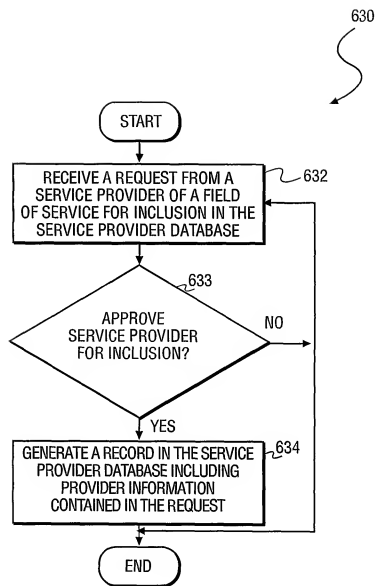 630
START
RECEIVE A REQUEST FROM A
SERVICE PROVIDER OF A FIELD
OF SERVICE FOR INCLUSION IN THE
SERVICE PROVIDER DATABASE
632
633
APPROVE
SERVICE PROVIDER
FOR INCLUSION?
NO
YES
GENERATE A RECORD IN THE SERVICE
PROVIDER DATABASE INCLUDING
PROVIDER INFORMATION
CONTAINED IN THE REQUEST
634
END